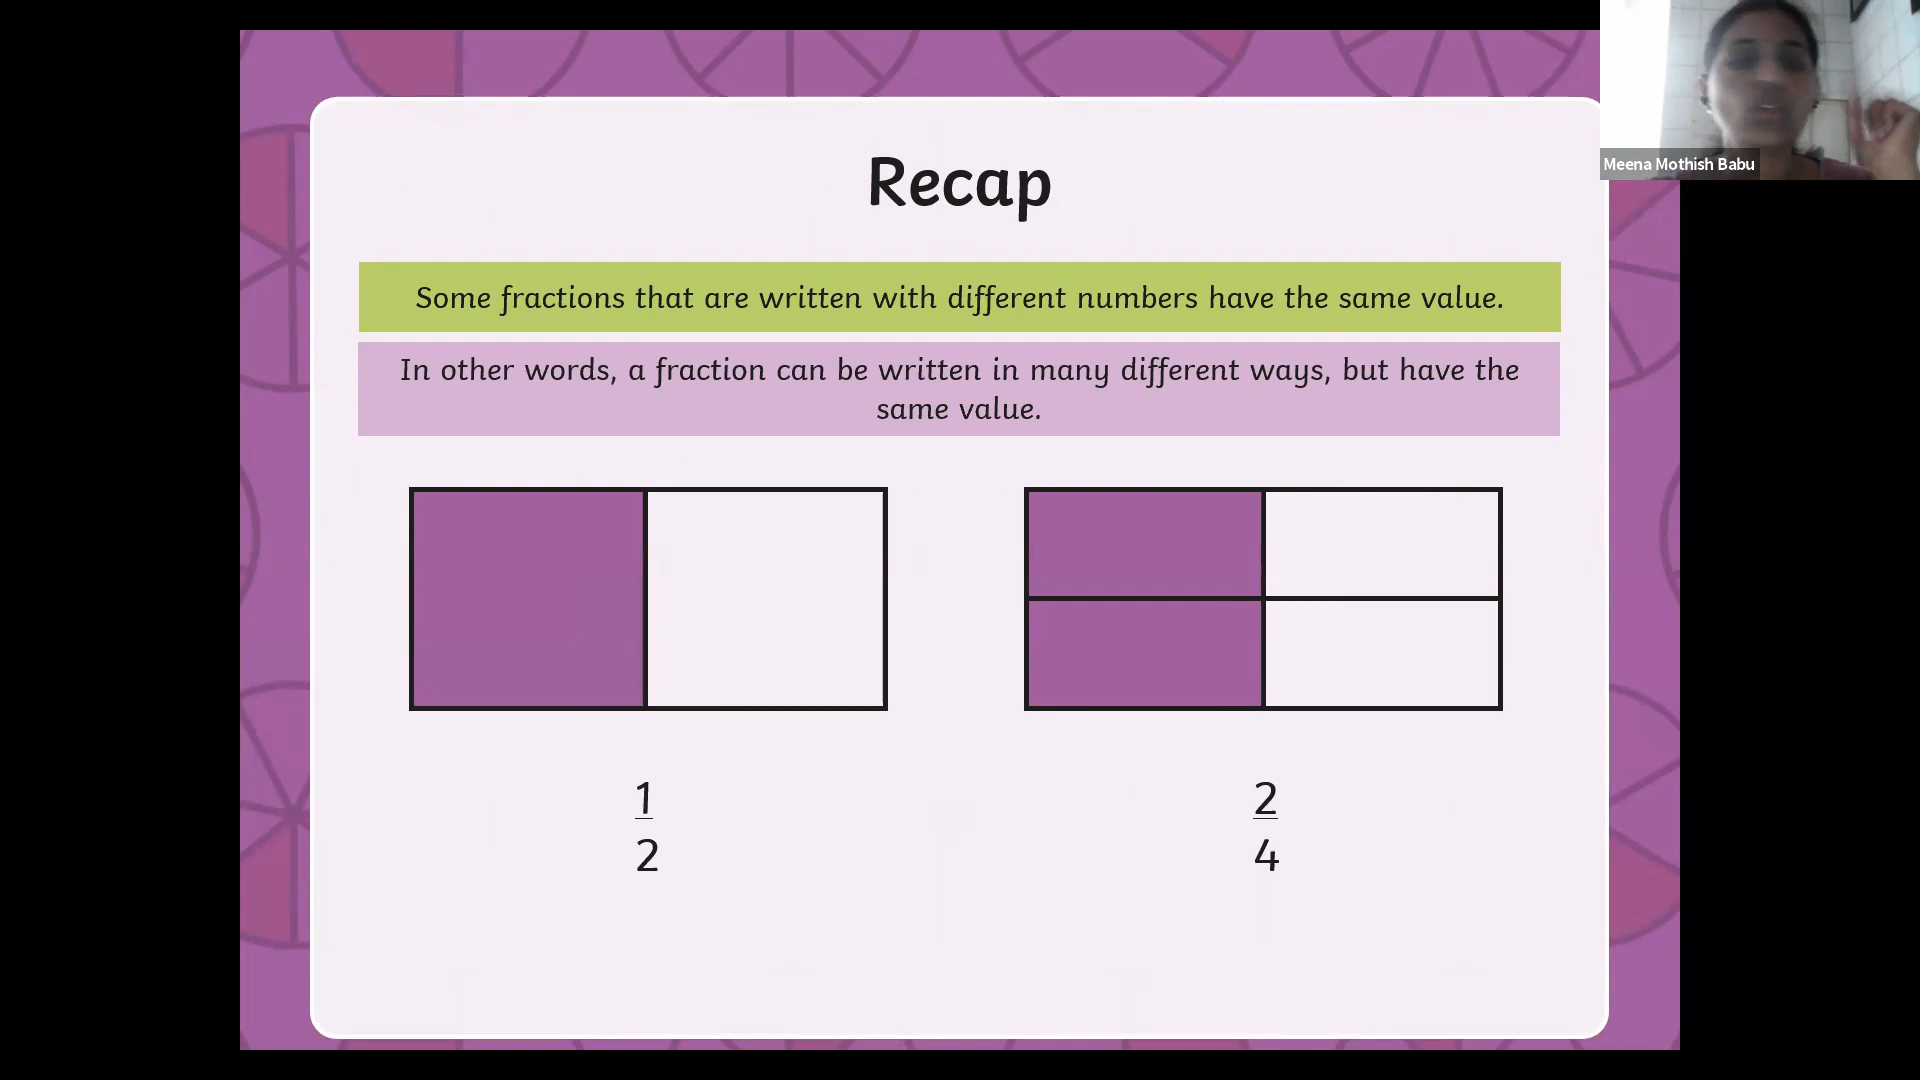 Meena Mothish Babu
Recap
Some fractions that are written with different numbers have the same value.
In other words, a fraction can be written in many different ways, but have the
same value.
1
2
2
4